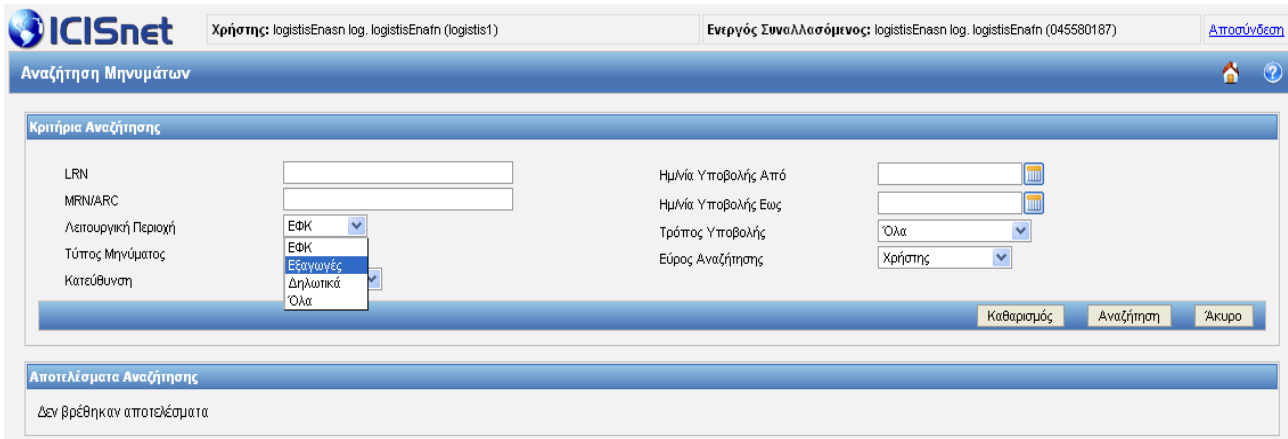 ICISnet
Χρήστης: logistisEnasn log. logistisEnafn (logistis1)
Ενεργός Συναλλασόμενος: logistisEnasn log. logistisEnafn (045580187)
Αποσύνδεση
Αναζήτηση Μηνυμάτων
Κριτήρια Αναζήτησης
LRN
Ημ/νία Υποβολής Από
MRN/ARC
Ημ/νία Υποβολής Εως
Λειτουργική Περιοχή
ΕΦΚ
Τρόπος Υποβολής
Όλα
Τύπος Μηνύματος
ΕΦΚ
Εξαγωγές
Δηλωτικά
Όλα
Εύρος Αναζήτησης
Χρήστης
Κατεύθυνση
Καθαρισμός Αναζήτηση Άκυρο
Αποτελέσματα Αναζήτησης
Δεν βρέθηκαν αποτελέσματα